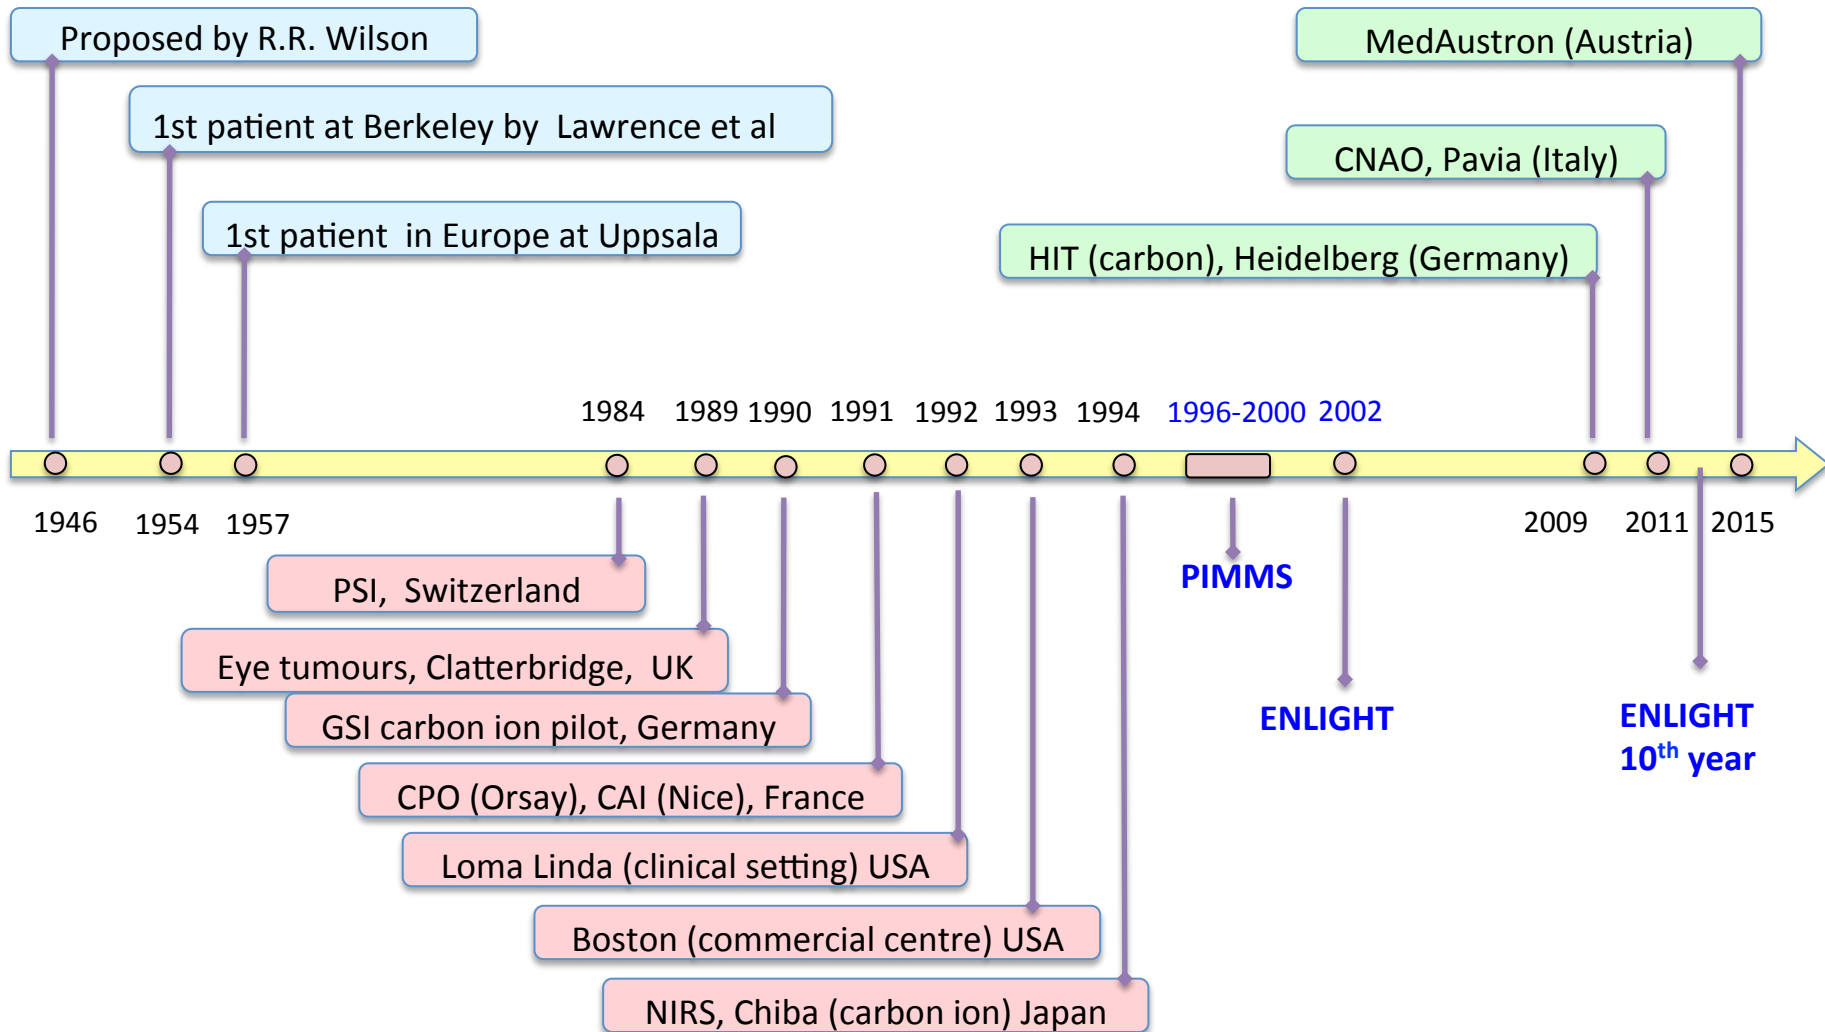 Proposed by R.R. Wilson
MedAustron (Austria)
1st patient at Berkeley by Lawrence et al
CNAO, Pavia (Italy)
1st patient in Europe at Uppsala
HIT (carbon), Heidelberg (Germany)
1984
1989
1990
1991
1992
1993
1994
1996-2000
2002
1946
1954
1957
2009
2011
2015
PSI, Switzerland
PIMMS
Eye tumours, Clatterbridge, UK
GSI carbon ion pilot, Germany
ENLIGHT
ENLIGHT
10th year
CPO (Orsay), CAI (Nice), France
Loma Linda (clinical setting) USA
Boston (commercial centre) USA
NIRS, Chiba (carbon ion) Japan